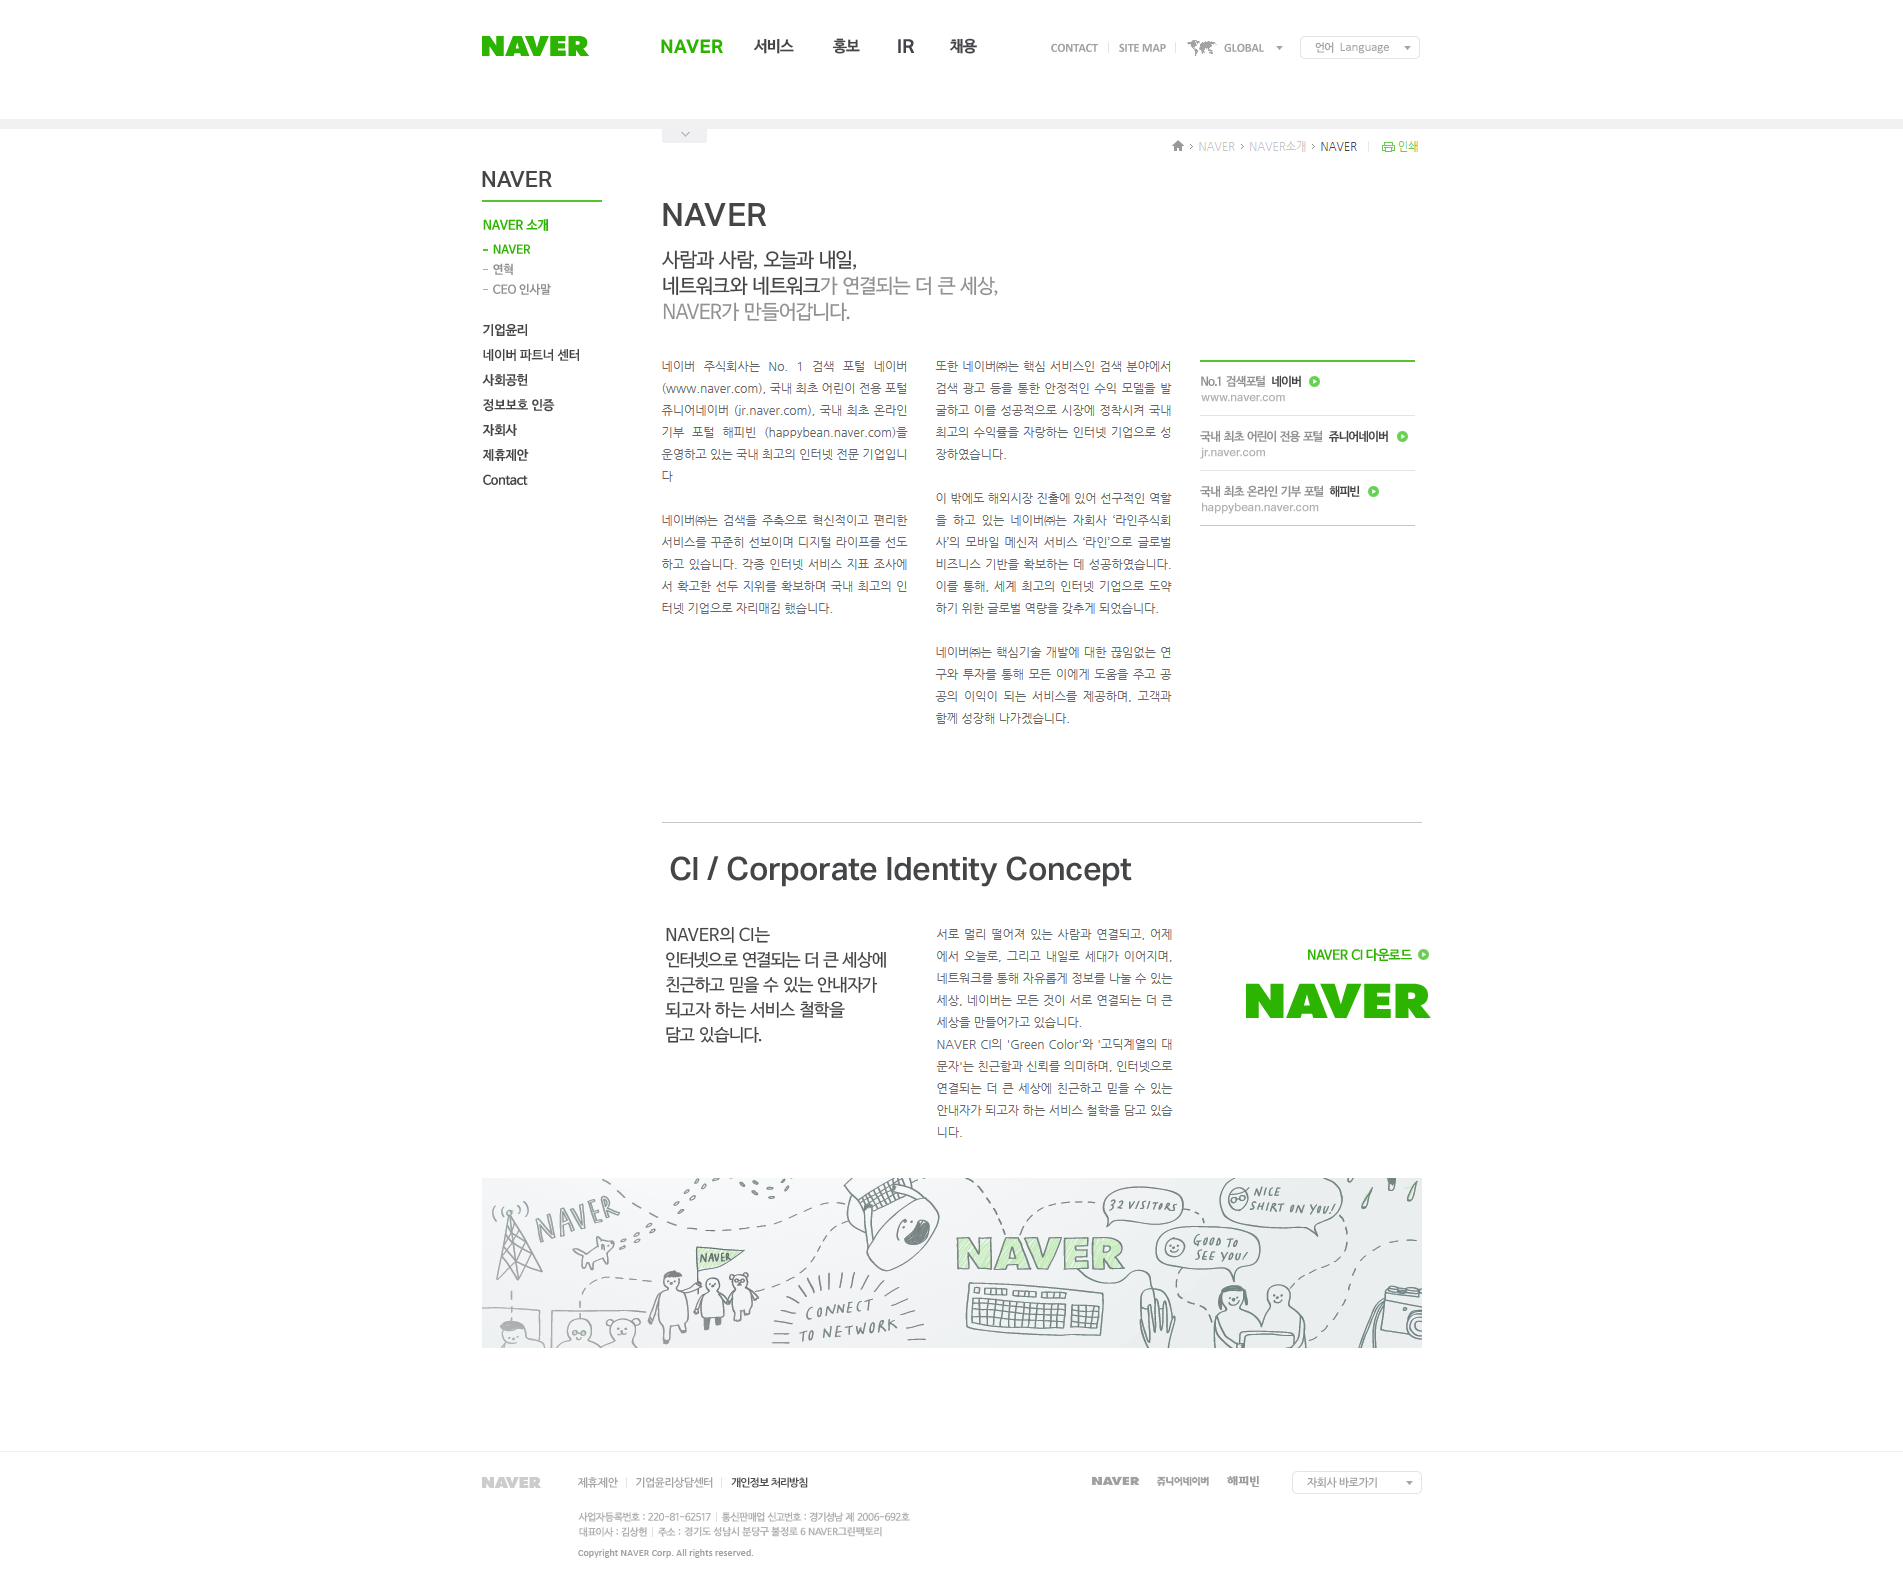 NAVER
NAVER 서비스 홍보 IR 채용
CONTACT SITE MAP GLOBAL 언어 Language
NAVER NAVER소개 NAVER 인쇄
NAVER
NAVER 소개
- NAVER
- 연혁
- CEO 인사말
기업윤리
네이버 파트너 센터
사회공헌
정보보호 인증
자회사
제휴제안
Contact
NAVER
사람과 사람, 오늘과 내일,
네트워크와 네트워크가 연결되는 더 큰 세상,
NAVER가 만들어갑니다.
네이버 주식회사는 No. 1 검색 포털 네이버
(www.naver.com), 국내 최초 어린이 전용 포털
쥬니어네이버 (jr.naver.com), 국내 최초 온라인
기부 포털 해피빈 (happybean.naver.com)을
운영하고 있는 국내 최고의 인터넷 전문 기업입니
다
네이버㈜는 검색을 주축으로 혁신적이고 편리한
서비스를 꾸준히 선보이며 디지털 라이프를 선도
하고 있습니다. 각종 인터넷 서비스 지표 조사에
서 확고한 선두 지위를 확보하며 국내 최고의 인
터넷 기업으로 자리매김 했습니다.
또한 네이버㈜는 핵심 서비스인 검색 분야에서
검색 광고 등을 통한 안정적인 수익 모델을 발
굴하고 이를 성공적으로 시장에 정착시켜 국내
최고의 수익률을 자랑하는 인터넷 기업으로 성
장하였습니다.
이 밖에도 해외시장 진출에 있어 선구적인 역할
을 하고 있는 네이버㈜는 자회사 ‘라인주식회
사’의 모바일 메신저 서비스 ‘라인’으로 글로벌
비즈니스 기반을 확보하는 데 성공하였습니다.
이를 통해, 세계 최고의 인터넷 기업으로 도약
하기 위한 글로벌 역량을 갖추게 되었습니다.
네이버㈜는 핵심기술 개발에 대한 끊임없는 연
구와 투자를 통해 모든 이에게 도움을 주고 공
공의 이익이 되는 서비스를 제공하며, 고객과
함께 성장해 나가겠습니다.
No.1 검색포털 네이버
www.naver.com
국내 최초 어린이 전용 포털 쥬니어네이버
jr.naver.com
국내 최초 온라인 기부 포털 해피빈
happybean.naver.com
CI / Corporate Identity Concept
NAVER의 CI는
인터넷으로 연결되는 더 큰 세상에
친근하고 믿을 수 있는 안내자가
되고자 하는 서비스 철학을
담고 있습니다.
서로 멀리 떨어져 있는 사람과 연결되고, 어제
에서 오늘로, 그리고 내일로 세대가 이어지며,
네트워크를 통해 자유롭게 정보를 나눌 수 있는
세상, 네이버는 모든 것이 서로 연결되는 더 큰
세상을 만들어가고 있습니다.
NAVER CI의 'Green Color'와 '고딕계열의 대
문자'는 친근함과 신뢰를 의미하며, 인터넷으로
연결되는 더 큰 세상에 친근하고 믿을 수 있는
안내자가 되고자 하는 서비스 철학을 담고 있습
니다.
NAVER CI 다운로드
NAVER
NAVER
NAVER
CONNECT
TO NETWORK
NAVER
32 VISITORS
NICE
SHIRT ON YOU!
GOOD TO
SEE YOU!
NAVER 제휴제안 기업윤리상담센터 개인정보 처리방침
NAVER 쥬니어네이버 해피빈 자회사 바로가기
사업자등록번호 : 220-81-62517 통신판매업 신고번호 : 경기성남 제 2006-692호
대표이사 : 김상헌 주소 : 경기도 성남시 분당구 불정로 6 NAVER그린팩토리
Copyright NAVER Corp. All rights reserved.